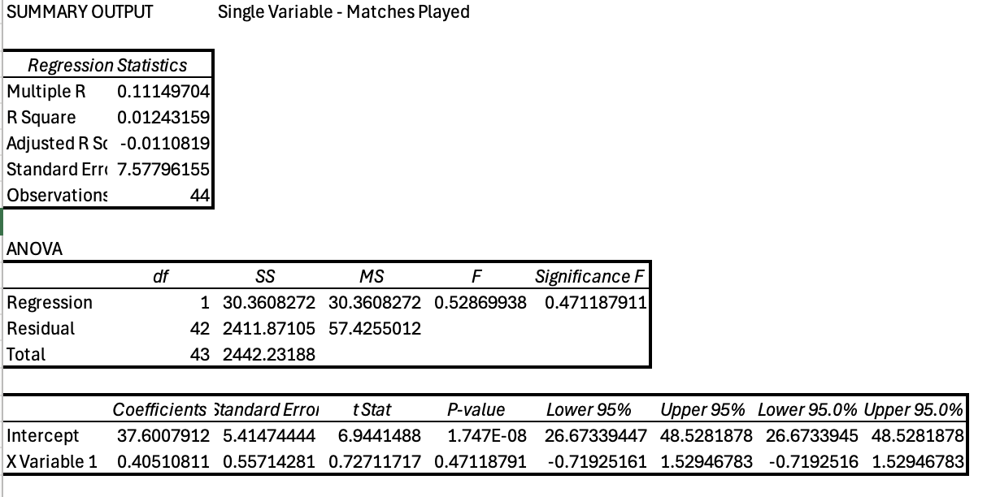 SUMMARY OUTPUT Single Variable - Matches Played
Regression Statistics
Multiple R 0.11149704
R Square 0.01243159
Adjusted R Sq -0.0110819
Standard Erro 7.57796155
Observations 44
ANOVA
df SS MS F Significance F
Regression 1 30.3608272 30.3608272 0.52869938 0.471187911
Residual 42 2411.87105 57.4255012
Total 43 2442.23188
Coefficients Standard Error t Stat P-value Lower 95% Upper 95% Lower 95.0% Upper 95.0%
Intercept 37.6007912 5.41474444 6.9441488 1.747E-08 26.67339447 48.5281878 26.6733945 48.5281878
X Variable 1 0.40510811 0.55714281 0.72711717 0.47118791 -0.71925161 1.52946783 -0.7192516 1.52946783